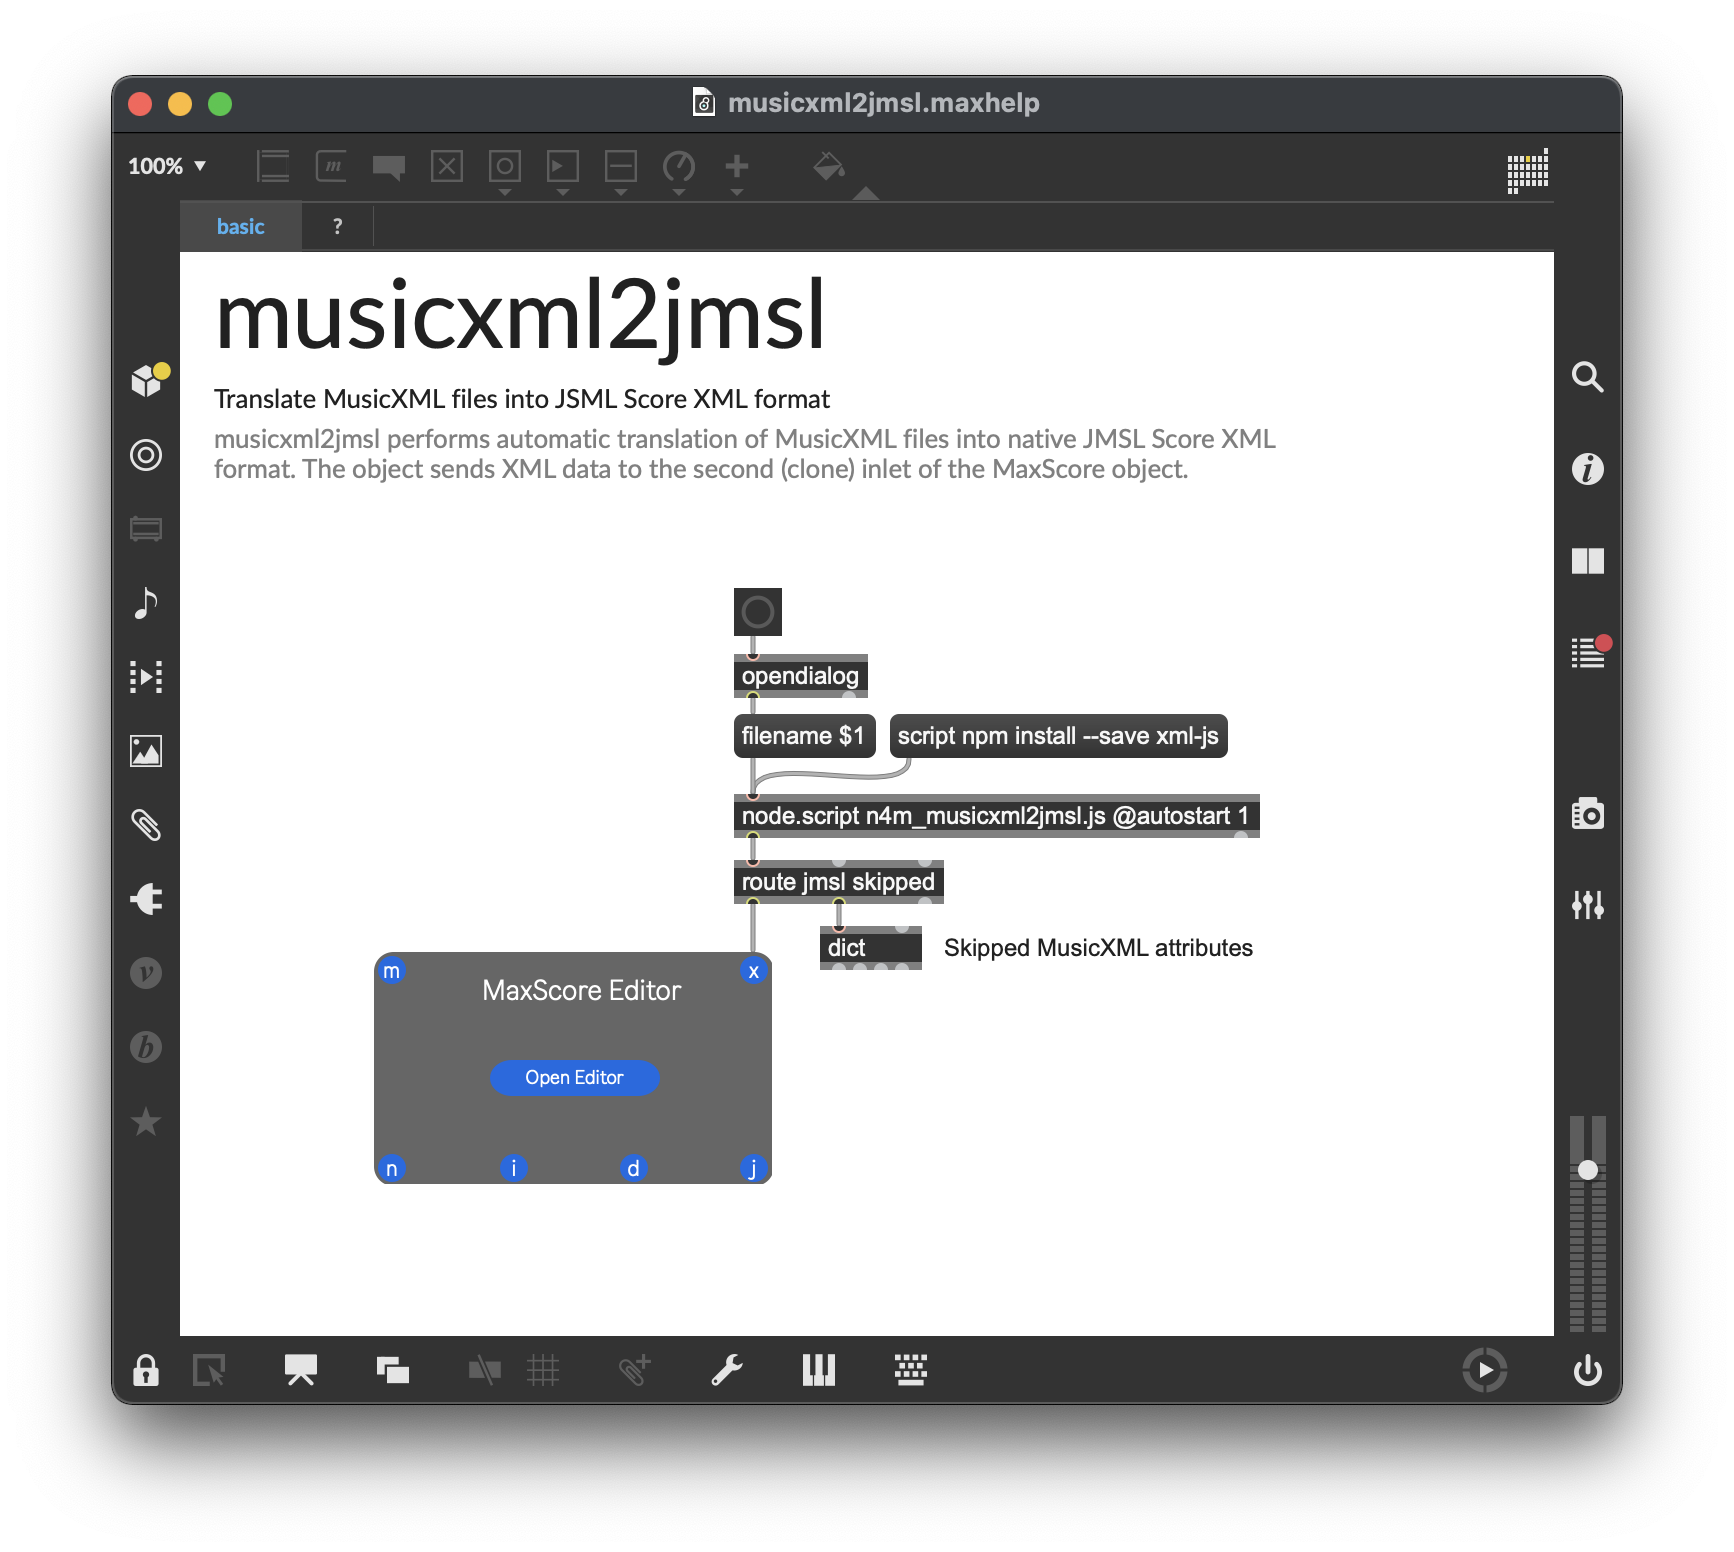 musicxml2jmsl.maxhelp
100%
basic
?
musicxml2jmsl
Translate MusicXML files into JSML Score XML format
musicxml2jmsl performs automatic translation of MusicXML files into native JMSL Score XML
format. The object sends XML data to the second (clone) inlet of the MaxScore object.
opendialog
filename $1
script npm install --save xml-js
node.script n4m_musicxml2jmsl.js @autostart 1
route jmsl skipped
dict
Skipped MusicXML attributes
m
x
MaxScore Editor
Open Editor
n
i
d
j